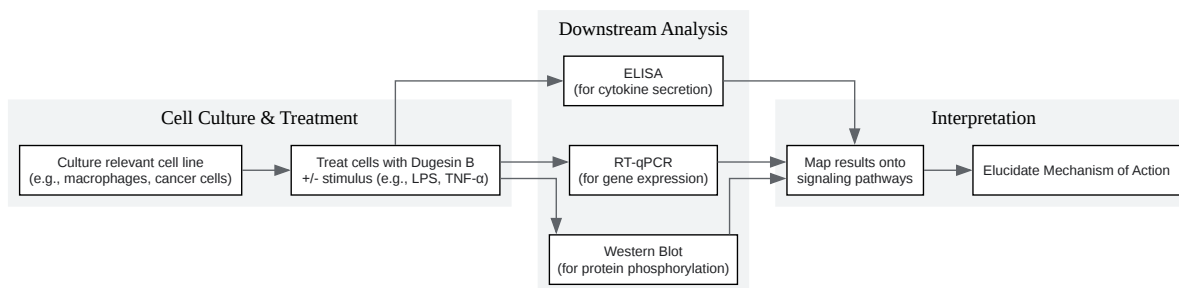 Cell Culture & Treatment
Culture relevant cell line
(e.g., macrophages, cancer cells)
Treat cells with Dugesin B
+/- stimulus (e.g., LPS, TNF-α)
Downstream Analysis
ELISA
(for cytokine secretion)
RT-qPCR
(for gene expression)
Western Blot
(for protein phosphorylation)
Interpretation
Map results onto
signaling pathways
Elucidate Mechanism of Action